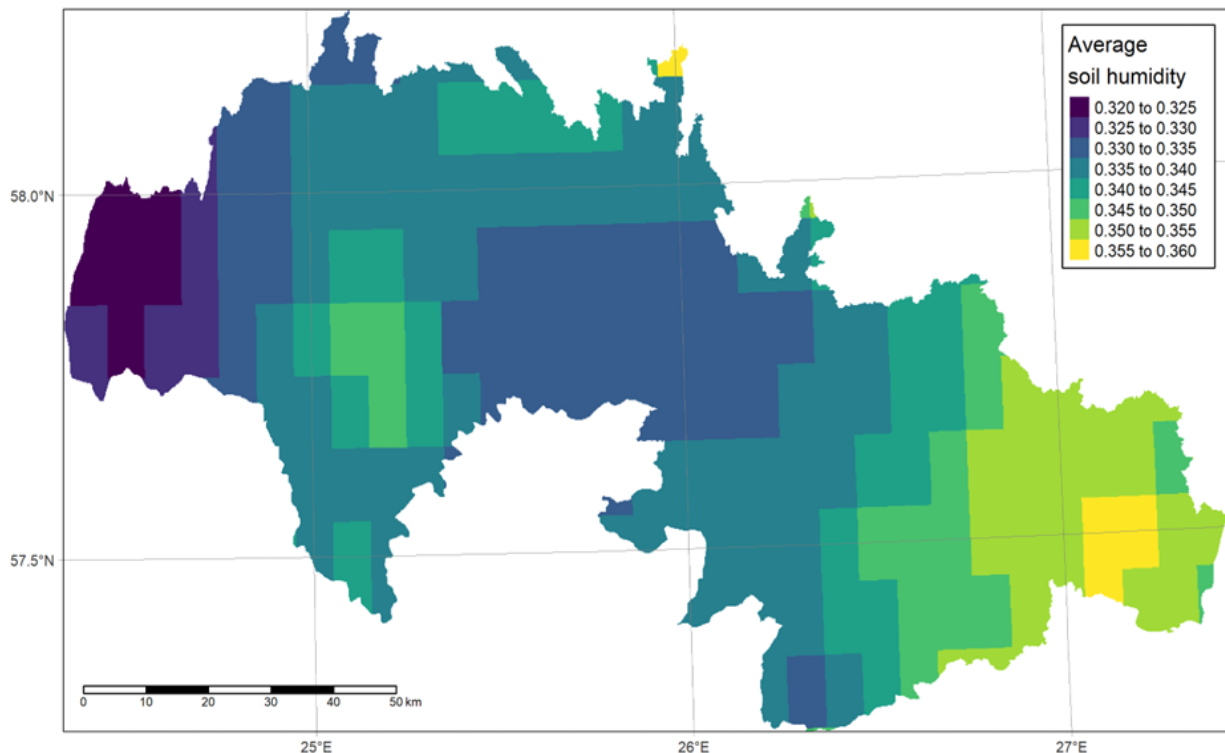 Average
soil humidity
0.320 to 0.325
0.325 to 0.330
0.330 to 0.335
0.335 to 0.340
0.340 to 0.345
0.345 to 0.350
0.350 to 0.355
0.355 to 0.360
58.0°N
57.5°N
0 10 20 30 40 50 km
25°E 26°E 27°E